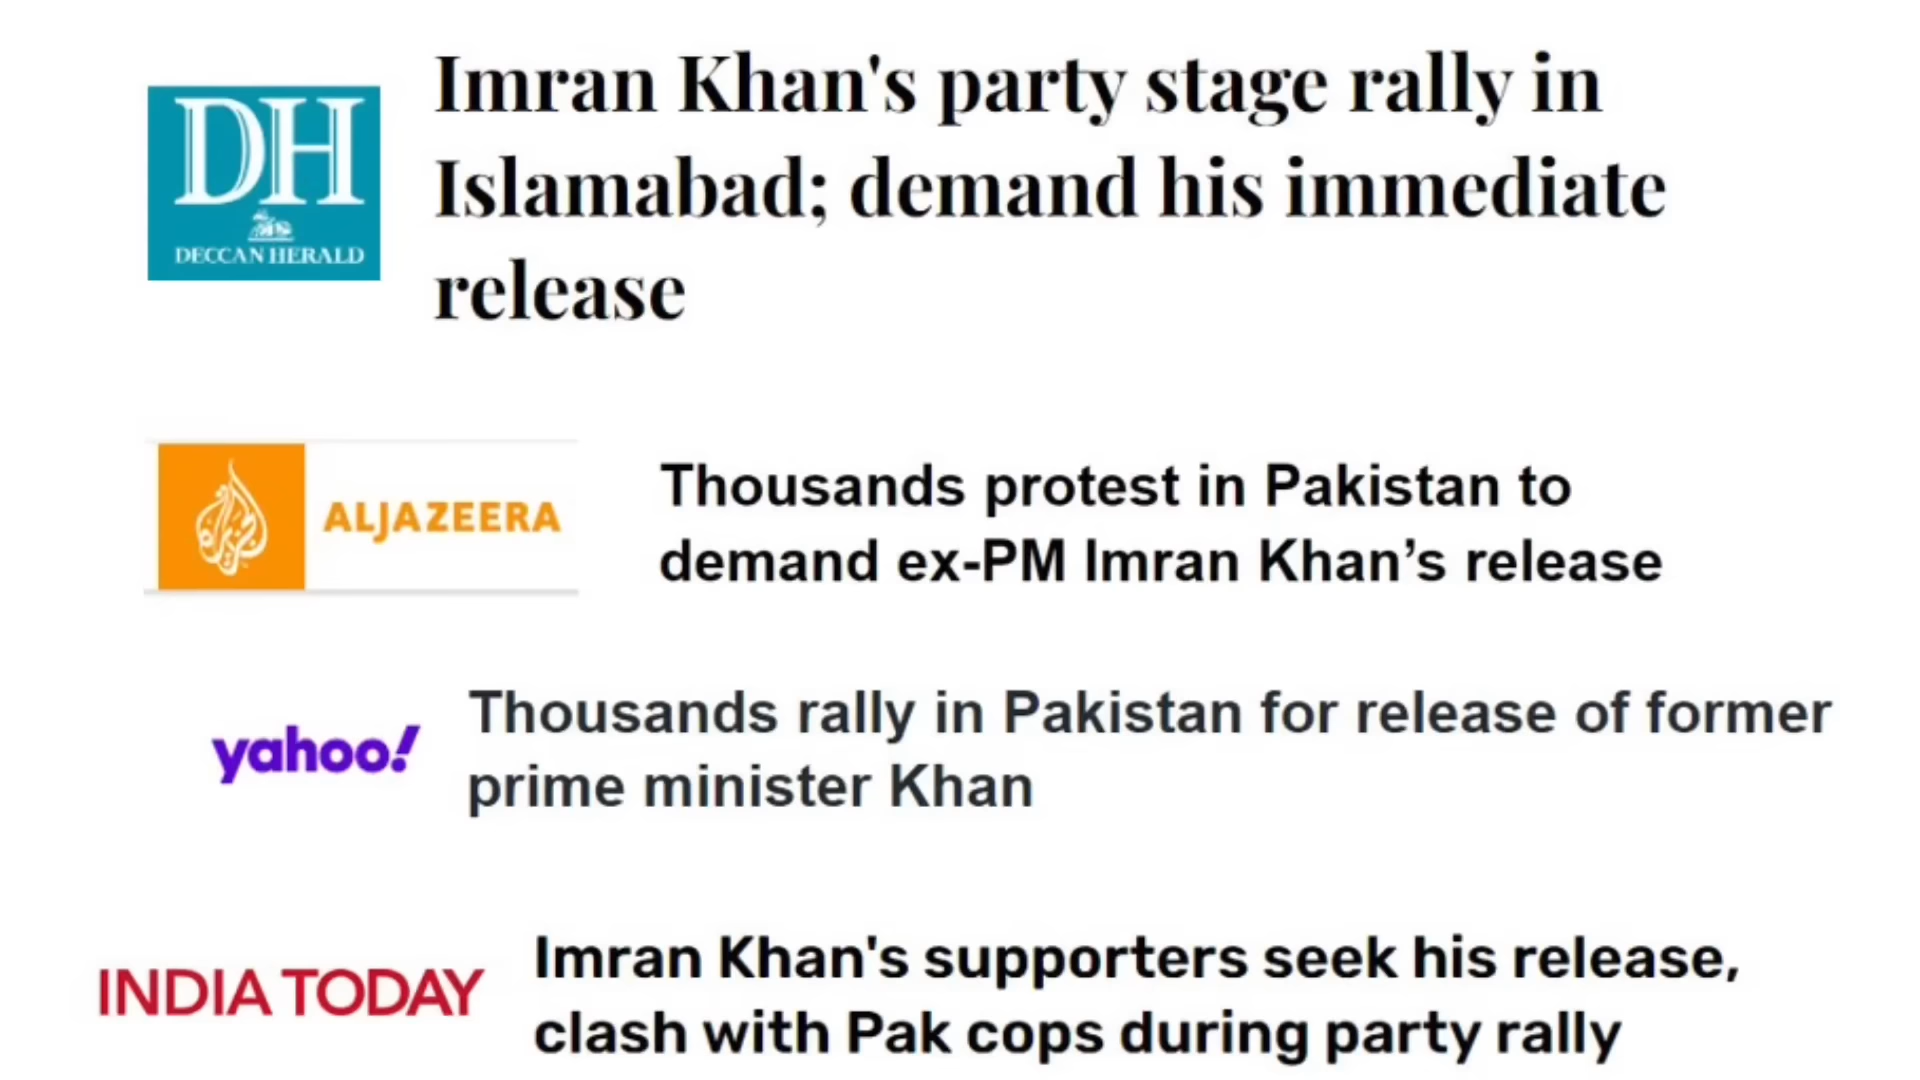 DH
DECCAN HERALD
Imran Khan's party stage rally in
Islamabad; demand his immediate
release
ALJAZEERA
Thousands protest in Pakistan to
demand ex-PM Imran Khan’s release
yahoo!
Thousands rally in Pakistan for release of former
prime minister Khan
INDIA TODAY
Imran Khan's supporters seek his release,
clash with Pak cops during party rally